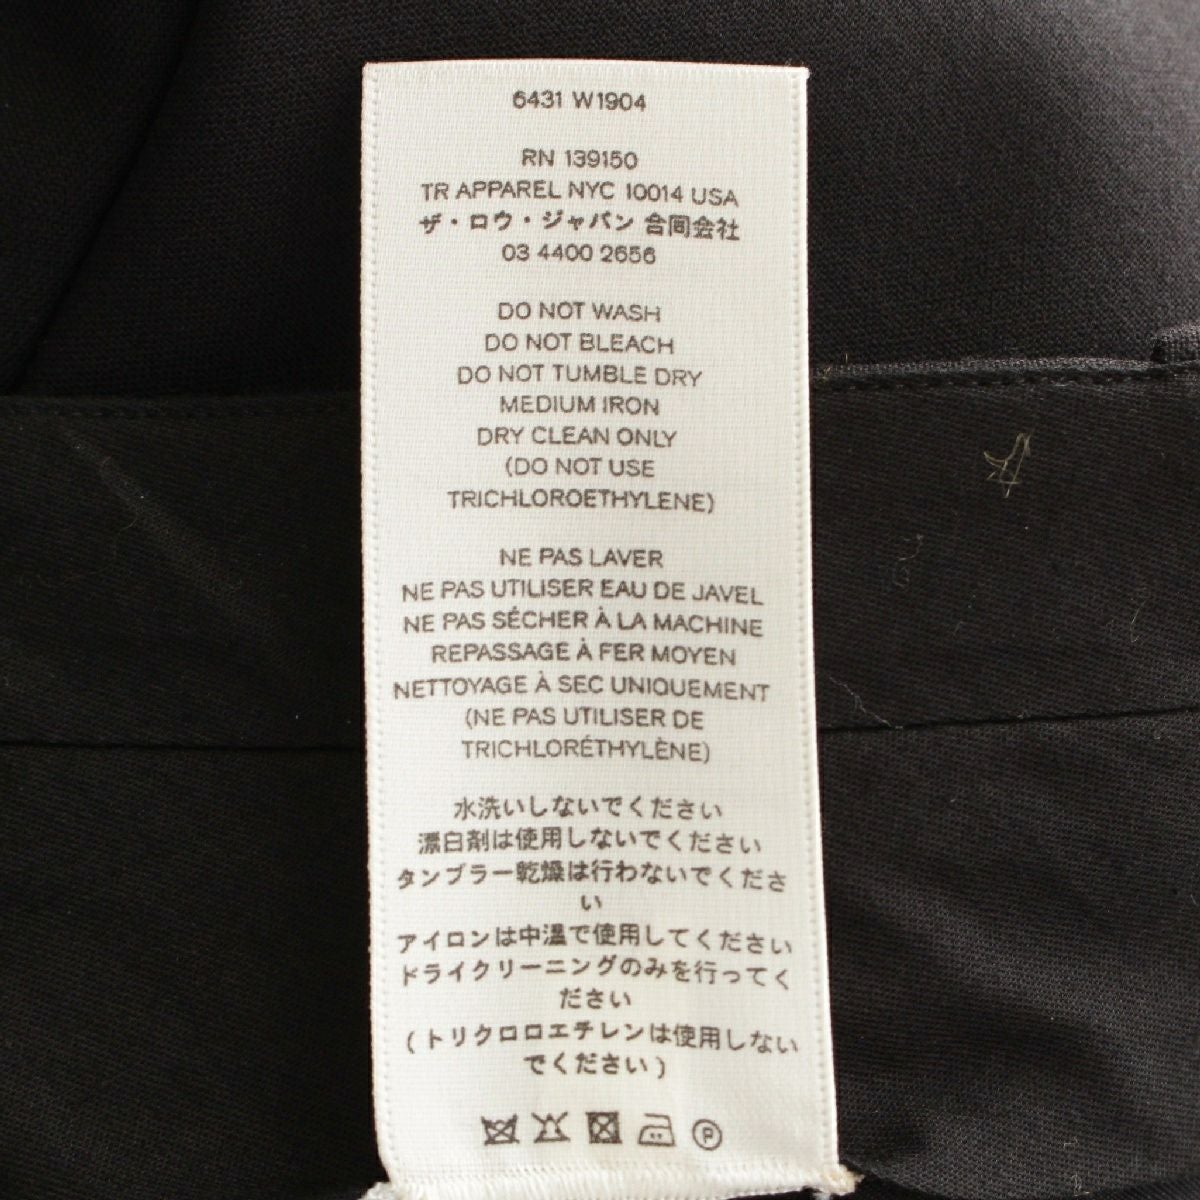 6431 W1904
RN 139150
TR APPAREL NYC 10014 USA
ザ・ロウ・ジャパン 合同会社
03 4400 2656
DO NOT WASH
DO NOT BLEACH
DO NOT TUMBLE DRY
MEDIUM IRON
DRY CLEAN ONLY
(DO NOT USE
TRICHLOROETHYLENE)
NE PAS LAVER
NE PAS UTILISER EAU DE JAVEL
NE PAS SÉCHER À LA MACHINE
REPASSAGE À FER MOYEN
NETTOYAGE À SEC UNIQUEMENT
(NE PAS UTILISER DE
TRICHLORÉTHYLÈNE)
水洗いしないでください
漂白剤は使用しないでください
タンブラー乾燥は行わないでくださ
い
アイロンは中温で使用してください
ドライクリーニングのみを行ってく
ださい
(トリクロロエチレンは使用しない
でください)
P